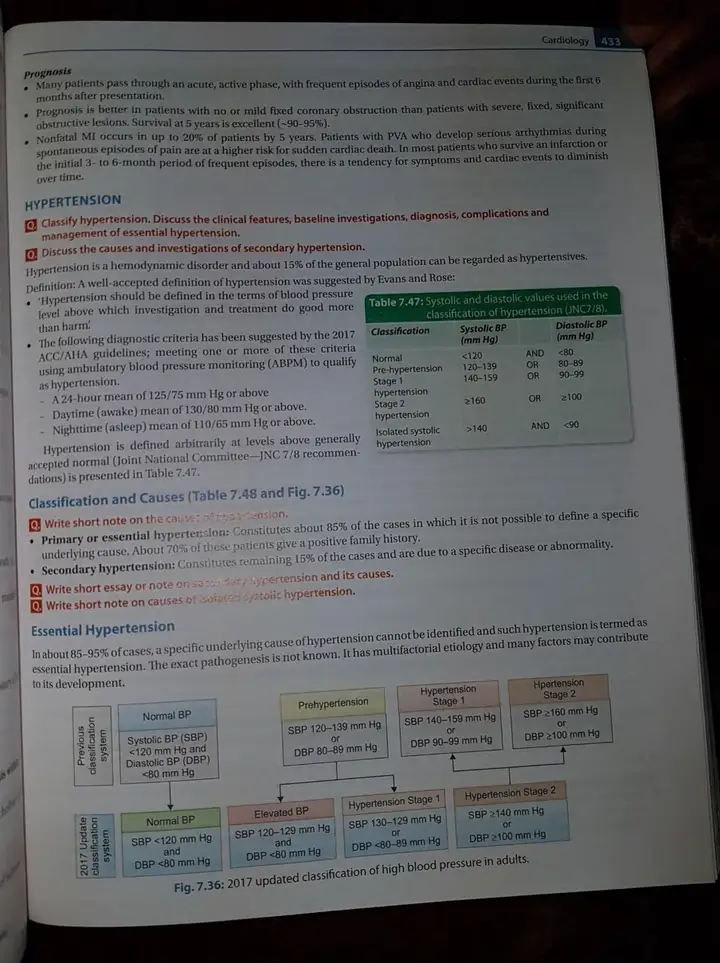 Cardiology 433
Prognosis
• Many patients pass through an acute, active phase, with frequent episodes of angina and cardiac events during the first 6
months after presentation.
• Prognosis is better in patients with no or mild fixed coronary obstruction than patients with severe, fixed, significant
obstructive lesions. Survival at 5 years is excellent (~90–95%).
• Nonfatal MI occurs in up to 20% of patients by 5 years. Patients with PVA who develop serious arrhythmias during
spontaneous episodes of pain are at a higher risk for sudden cardiac death. In most patients who survive an infarction or
the initial 3- to 6-month period of frequent episodes, there is a tendency for symptoms and cardiac events to diminish
over time.
HYPERTENSION
Q. Classify hypertension. Discuss the clinical features, baseline investigations, diagnosis, complications and
management of essential hypertension.
Q. Discuss the causes and investigations of secondary hypertension.
Hypertension is a hemodynamic disorder and about 15% of the general population can be regarded as hypertensives.
Definition: A well-accepted definition of hypertension was suggested by Evans and Rose:
• 'Hypertension should be defined in the terms of blood pressure
level above which investigation and treatment do good more
than harm'.
• The following diagnostic criteria has been suggested by the 2017
ACC/AHA guidelines; meeting one or more of these criteria
using ambulatory blood pressure monitoring (ABPM) to qualify
as hypertension.
- A 24-hour mean of 125/75 mm Hg or above
- Daytime (awake) mean of 130/80 mm Hg or above.
- Nighttime (asleep) mean of 110/65 mm Hg or above.
Hypertension is defined arbitrarily at levels above generally
accepted normal (Joint National Committee—JNC 7/8 recommen-
dations) is presented in Table 7.47.
Table 7.47: Systolic and diastolic values used in the
classification of hypertension (JNC7/8).
Classification Systolic BP (mm Hg) Diastolic BP (mm Hg)
Normal <120 AND <80
Pre-hypertension 120–139 OR 80–89
Stage 1 140–159 OR 90–99
hypertension
Stage 2 ≥160 OR ≥100
hypertension
Isolated systolic >140 AND <90
hypertension
Classification and Causes (Table 7.48 and Fig. 7.36)
Q. Write short note on the causes of hypertension.
• Primary or essential hypertension: Constitutes about 85% of the cases in which it is not possible to define a specific
underlying cause. About 70% of these patients give a positive family history.
• Secondary hypertension: Constitutes remaining 15% of the cases and are due to a specific disease or abnormality.
Q. Write short essay or note on secondary hypertension and its causes.
Q. Write short note on causes of isolated systolic hypertension.
Essential Hypertension
In about 85–95% of cases, a specific underlying cause of hypertension cannot be identified and such hypertension is termed as
essential hypertension. The exact pathogenesis is not known. It has multifactorial etiology and many factors may contribute
to its development.
Previous
classification
system
Normal BP
Systolic BP (SBP)
<120 mm Hg and
Diastolic BP (DBP)
<80 mm Hg
Prehypertension
SBP 120–139 mm Hg
or
DBP 80–89 mm Hg
Hypertension
Stage 1
SBP 140–159 mm Hg
or
DBP 90–99 mm Hg
Hpertension
Stage 2
SBP ≥160 mm Hg
or
DBP ≥100 mm Hg
2017 Update
classification
system
Normal BP
SBP <120 mm Hg
and
DBP <80 mm Hg
Elevated BP
SBP 120–129 mm Hg
and
DBP <80 mm Hg
Hypertension Stage 1
SBP 130–129 mm Hg
or
DBP <80–89 mm Hg
Hypertension Stage 2
SBP ≥140 mm Hg
or
DBP ≥100 mm Hg
Fig. 7.36: 2017 updated classification of high blood pressure in adults.